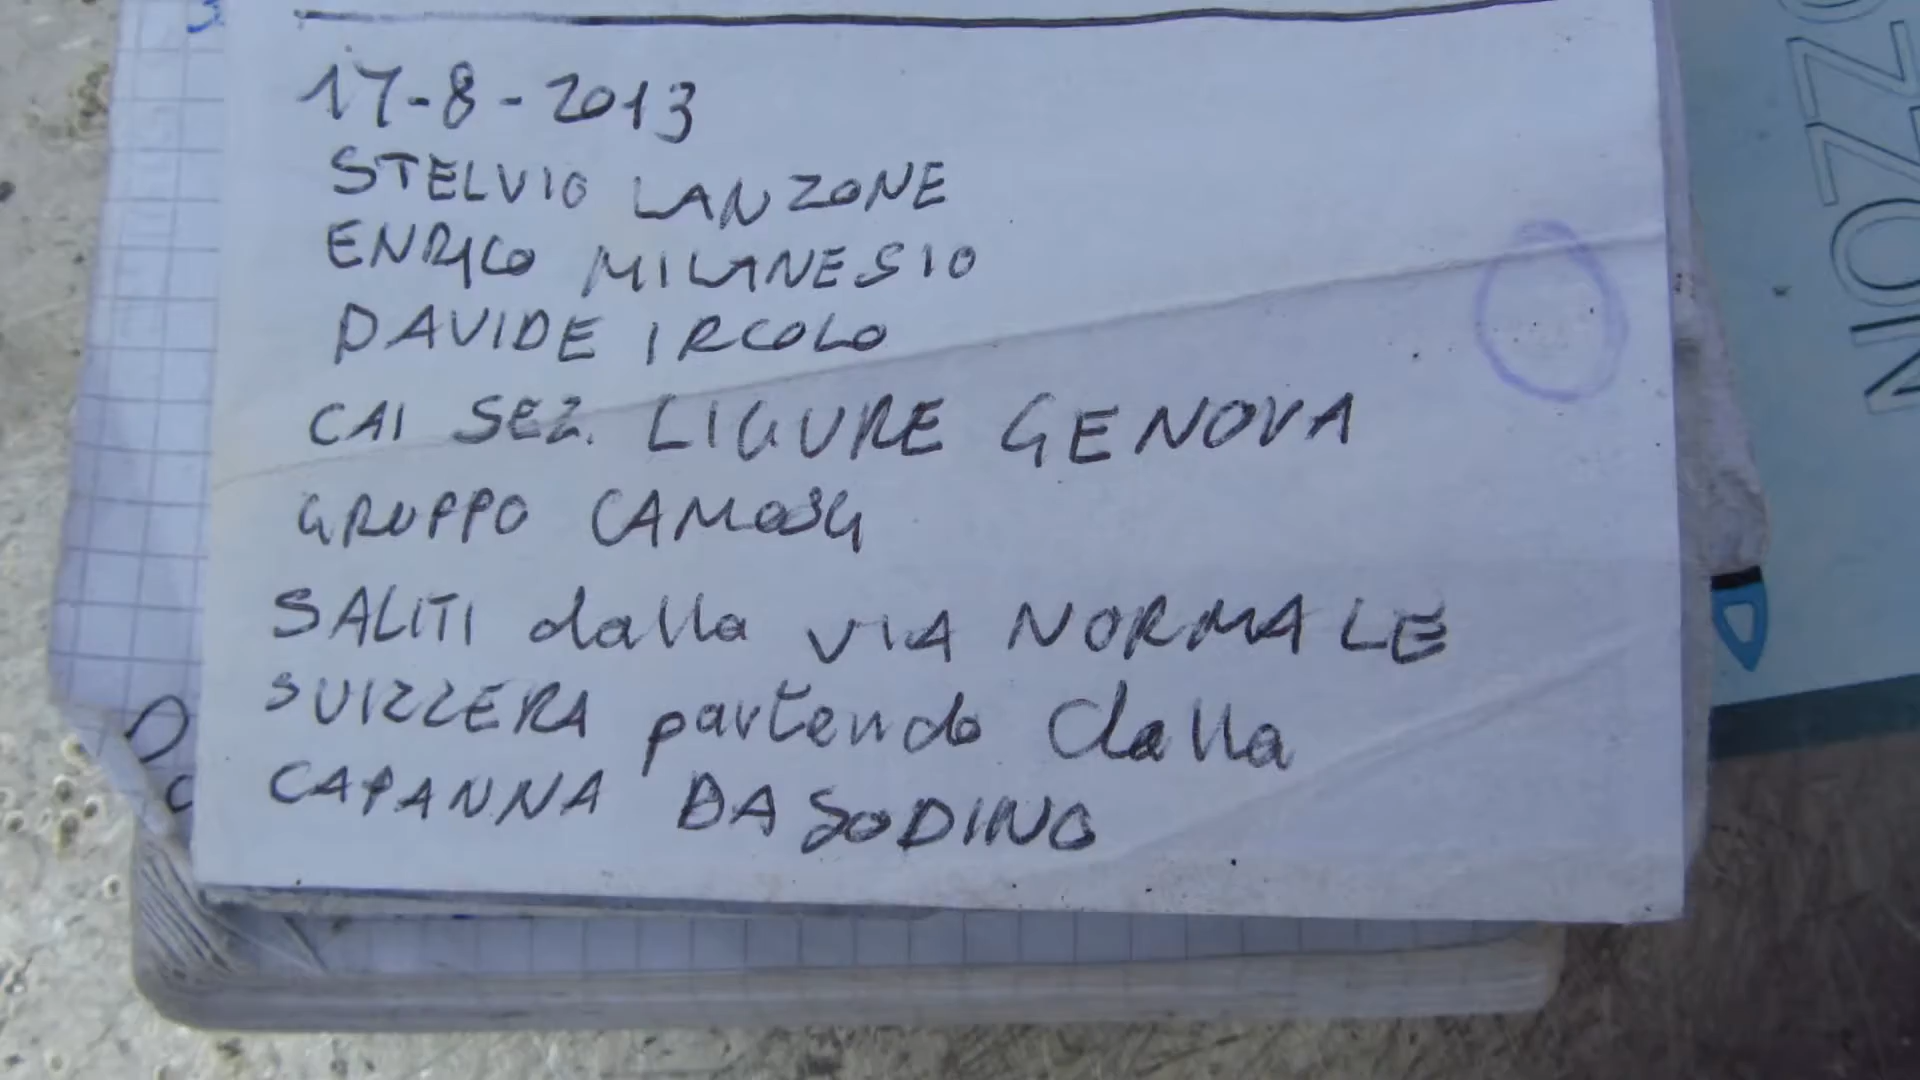 17-8-2013
STELVIO LANZONE
ENRICO MILANESIO
DAVIDE IRCOLO
CAI SEZ. LIGURE GENOVA
GRUPPO CAMOSCI
SALITI dalla VIA NORMALE
SVIZZERA partendo dalla
CAPANNA BASODINO